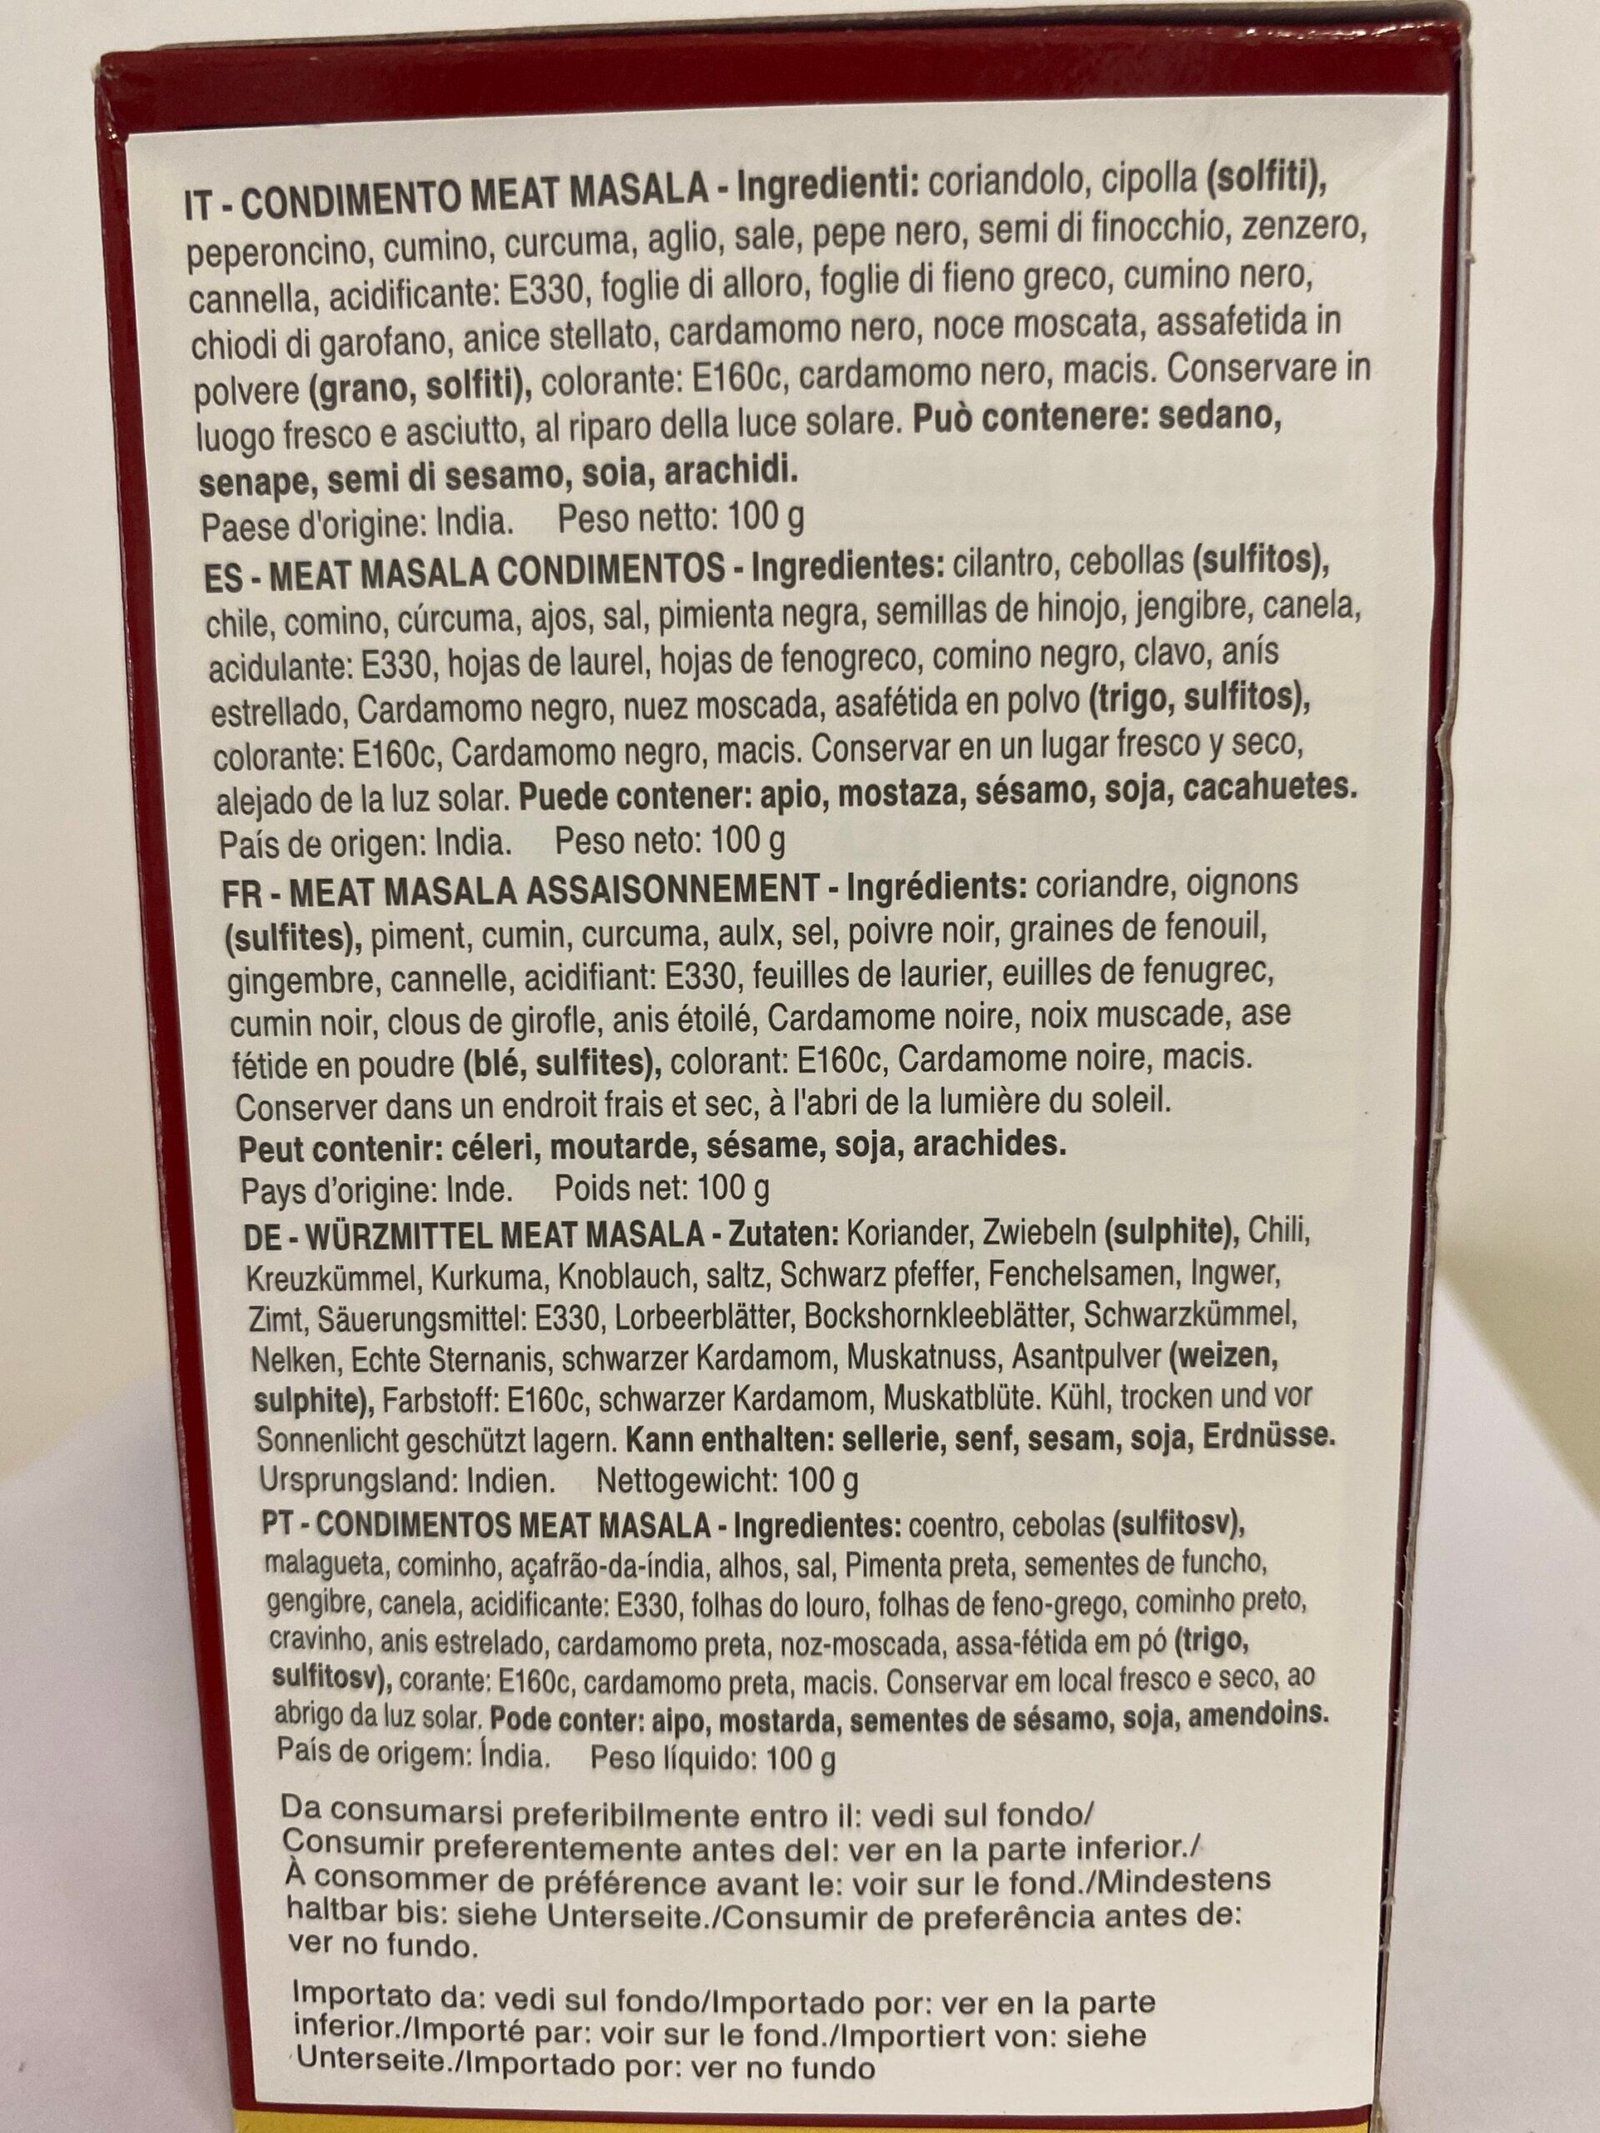 IT - CONDIMENTO MEAT MASALA - Ingredienti: coriandolo, cipolla (solfiti),
peperoncino, cumino, curcuma, aglio, sale, pepe nero, semi di finocchio, zenzero,
cannella, acidificante: E330, foglie di alloro, foglie di fieno greco, cumino nero,
chiodi di garofano, anice stellato, cardamomo nero, noce moscata, assafetida in
polvere (grano, solfiti), colorante: E160c, cardamomo nero, macis. Conservare in
luogo fresco e asciutto, al riparo della luce solare. Può contenere: sedano,
senape, semi di sesamo, soia, arachidi.
Paese d'origine: India. Peso netto: 100 g
ES - MEAT MASALA CONDIMENTOS - Ingredientes: cilantro, cebollas (sulfitos),
chile, comino, cúrcuma, ajos, sal, pimienta negra, semillas de hinojo, jengibre, canela,
acidulante: E330, hojas de laurel, hojas de fenogreco, comino negro, clavo, anís
estrellado, Cardamomo negro, nuez moscada, asafétida en polvo (trigo, sulfitos),
colorante: E160c, Cardamomo negro, macis. Conservar en un lugar fresco y seco,
alejado de la luz solar. Puede contener: apio, mostaza, sésamo, soja, cacahuetes.
País de origen: India. Peso neto: 100 g
FR - MEAT MASALA ASSAISONNEMENT - Ingrédients: coriandre, oignons
(sulfites), piment, cumin, curcuma, aulx, sel, poivre noir, graines de fenouil,
gingembre, cannelle, acidifiant: E330, feuilles de laurier, euilles de fenugrec,
cumin noir, clous de girofle, anis étoilé, Cardamome noire, noix muscade, ase
fétide en poudre (blé, sulfites), colorant: E160c, Cardamome noire, macis.
Conserver dans un endroit frais et sec, à l'abri de la lumière du soleil.
Peut contenir: céleri, moutarde, sésame, soja, arachides.
Pays d’origine: Inde. Poids net: 100 g
DE - WÜRZMITTEL MEAT MASALA - Zutaten: Koriander, Zwiebeln (sulphite), Chili,
Kreuzkümmel, Kurkuma, Knoblauch, saltz, Schwarz pfeffer, Fenchelsamen, Ingwer,
Zimt, Säuerungsmittel: E330, Lorbeerblätter, Bockshornkleeblätter, Schwarzkümmel,
Nelken, Echte Sternanis, schwarzer Kardamom, Muskatnuss, Asantpulver (weizen,
sulphite), Farbstoff: E160c, schwarzer Kardamom, Muskatblüte. Kühl, trocken und vor
Sonnenlicht geschützt lagern. Kann enthalten: sellerie, senf, sesam, soja, Erdnüsse.
Ursprungsland: Indien. Nettogewicht: 100 g
PT - CONDIMENTOS MEAT MASALA - Ingredientes: coentro, cebolas (sulfitosv),
malagueta, cominho, açafrão-da-índia, alhos, sal, Pimenta preta, sementes de funcho,
gengibre, canela, acidificante: E330, folhas do louro, folhas de feno-grego, cominho preto,
cravinho, anis estrelado, cardamomo preta, noz-moscada, assa-fétida em pó (trigo,
sulfitosv), corante: E160c, cardamomo preta, macis. Conservar em local fresco e seco, ao
abrigo da luz solar. Pode conter: aipo, mostarda, sementes de sésamo, soja, amendoins.
País de origem: Índia. Peso líquido: 100 g
Da consumarsi preferibilmente entro il: vedi sul fondo/
Consumir preferentemente antes del: ver en la parte inferior./
À consommer de préférence avant le: voir sur le fond./Mindestens
haltbar bis: siehe Unterseite./Consumir de preferência antes de:
ver no fundo.
Importato da: vedi sul fondo/Importado por: ver en la parte
inferior./Importé par: voir sur le fond./Importiert von: siehe
Unterseite./Importado por: ver no fundo